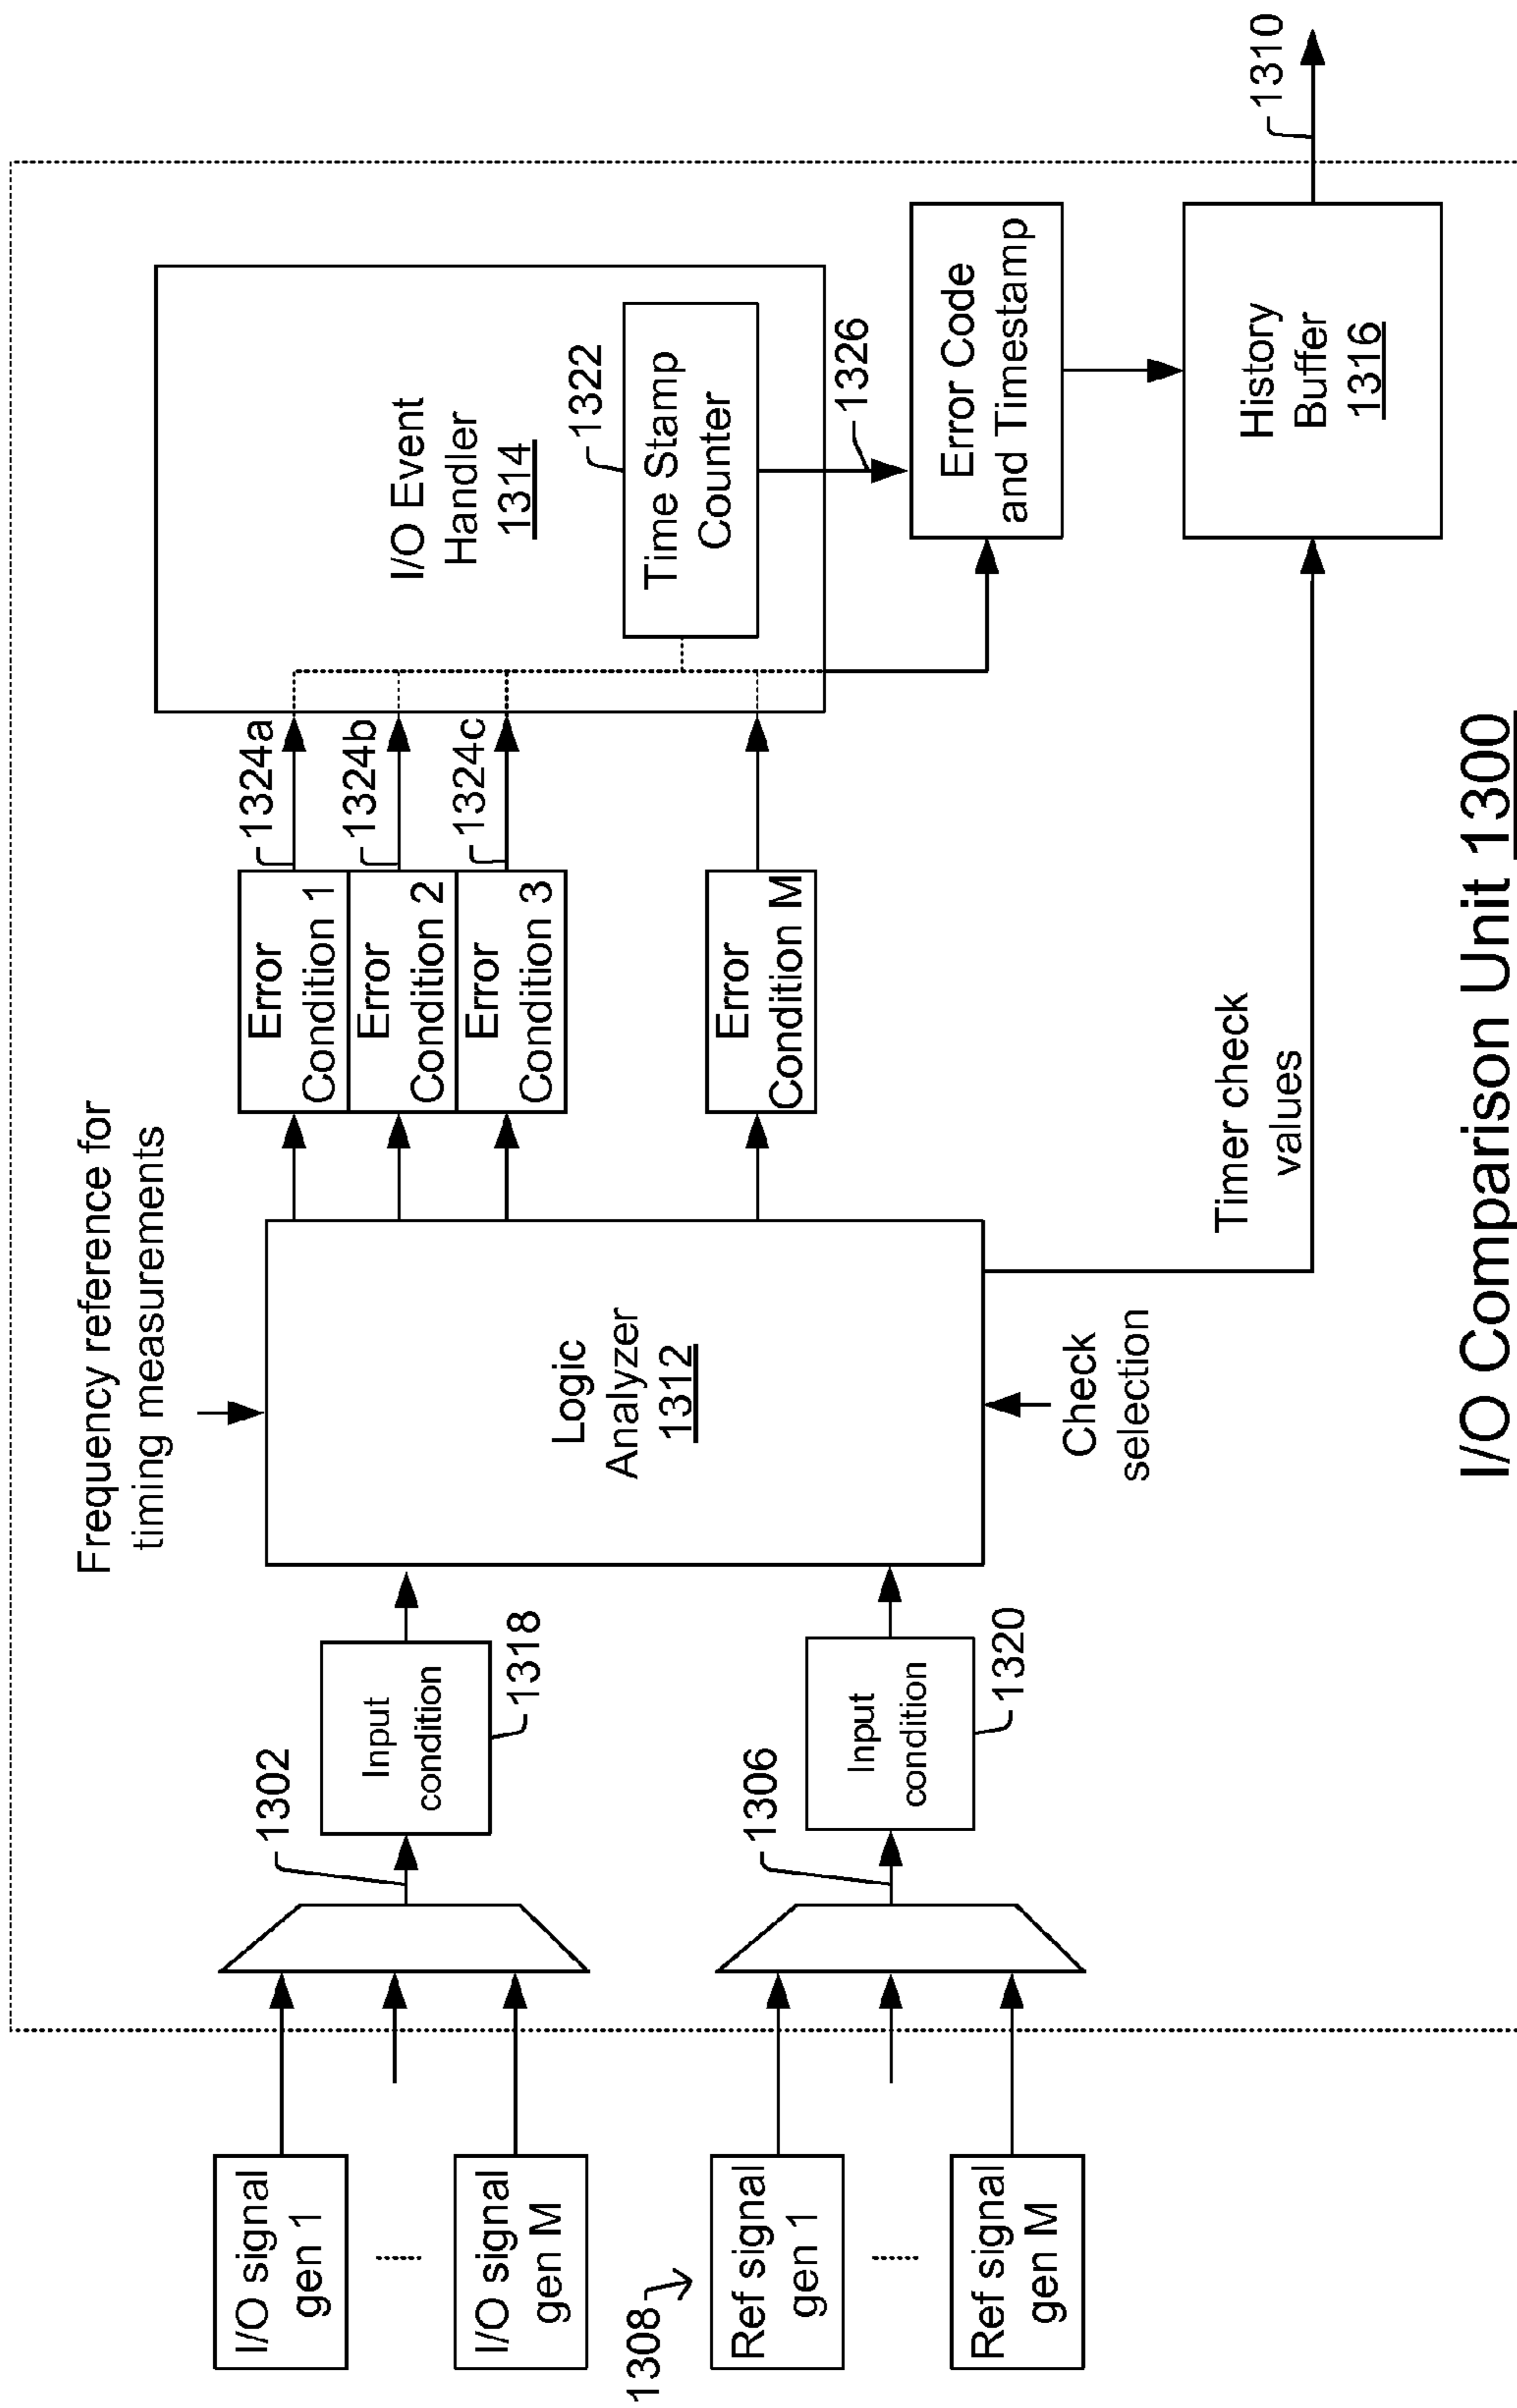 I/O signal
gen 1
I/O signal
gen M
1308
Ref signal
gen 1
Ref signal
gen M
1302
1306
Input
condition
1318
Input
condition
1320
Frequency reference for
timing measurements
Logic
Analyzer
1312
Check
selection
Error
Condition 1
Error
Condition 2
Error
Condition 3
Error
Condition M
1324a
1324b
1324c
Timer check
values
I/O Event
Handler
1314
1322
Time Stamp
Counter
1326
Error Code
and Timestamp
History
Buffer
1316
1310
I/O Comparison Unit 1300